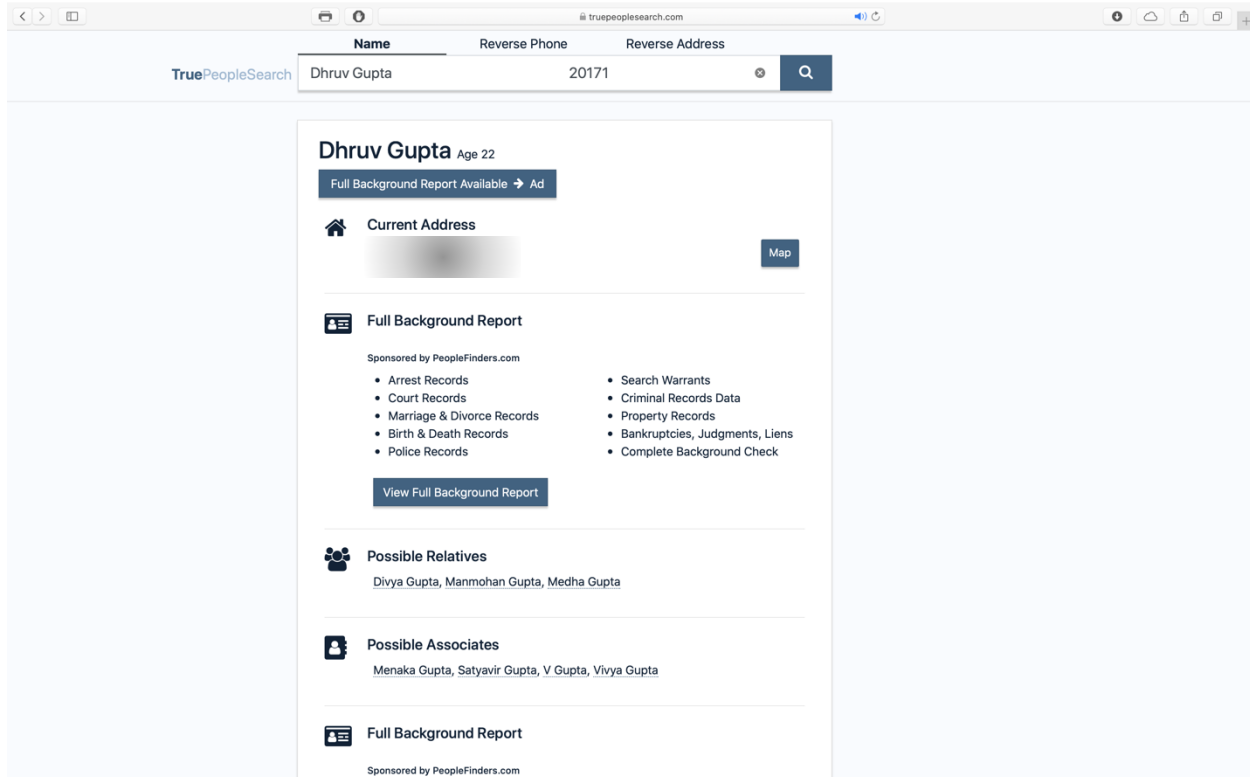 truepeoplesearch.com
Name Reverse Phone Reverse Address
TruePeopleSearch Dhruv Gupta 20171
Dhruv Gupta Age 22
Full Background Report Available → Ad
Current Address
Map
Full Background Report
Sponsored by PeopleFinders.com
• Arrest Records
• Court Records
• Marriage & Divorce Records
• Birth & Death Records
• Police Records
• Search Warrants
• Criminal Records Data
• Property Records
• Bankruptcies, Judgments, Liens
• Complete Background Check
View Full Background Report
Possible Relatives
Divya Gupta, Manmohan Gupta, Medha Gupta
Possible Associates
Menaka Gupta, Satyavir Gupta, V Gupta, Vivya Gupta
Full Background Report
Sponsored by PeopleFinders.com